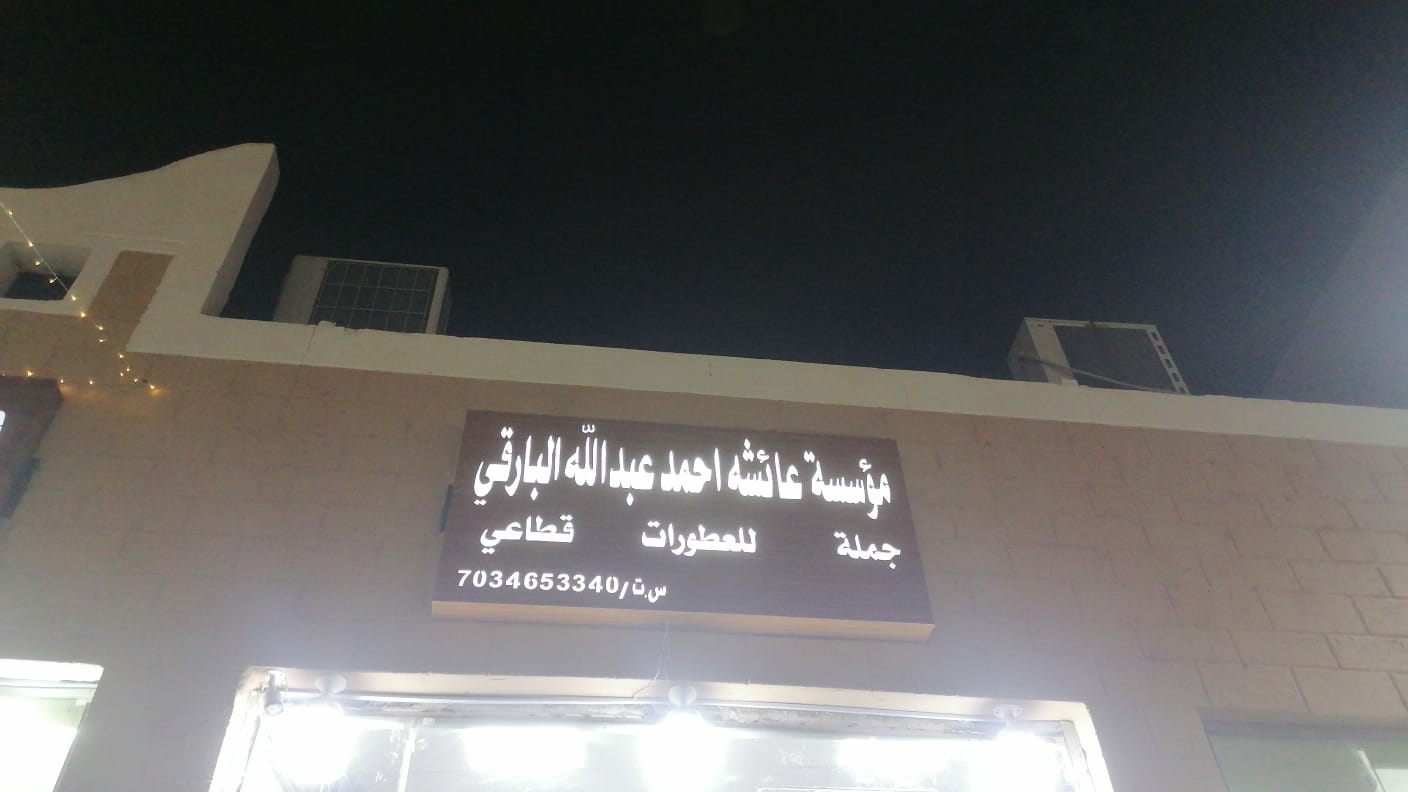 مؤسسة عائشه احمد عبدالله البارقي
جملة للعطورات قطاعي
س.ت/7034653340